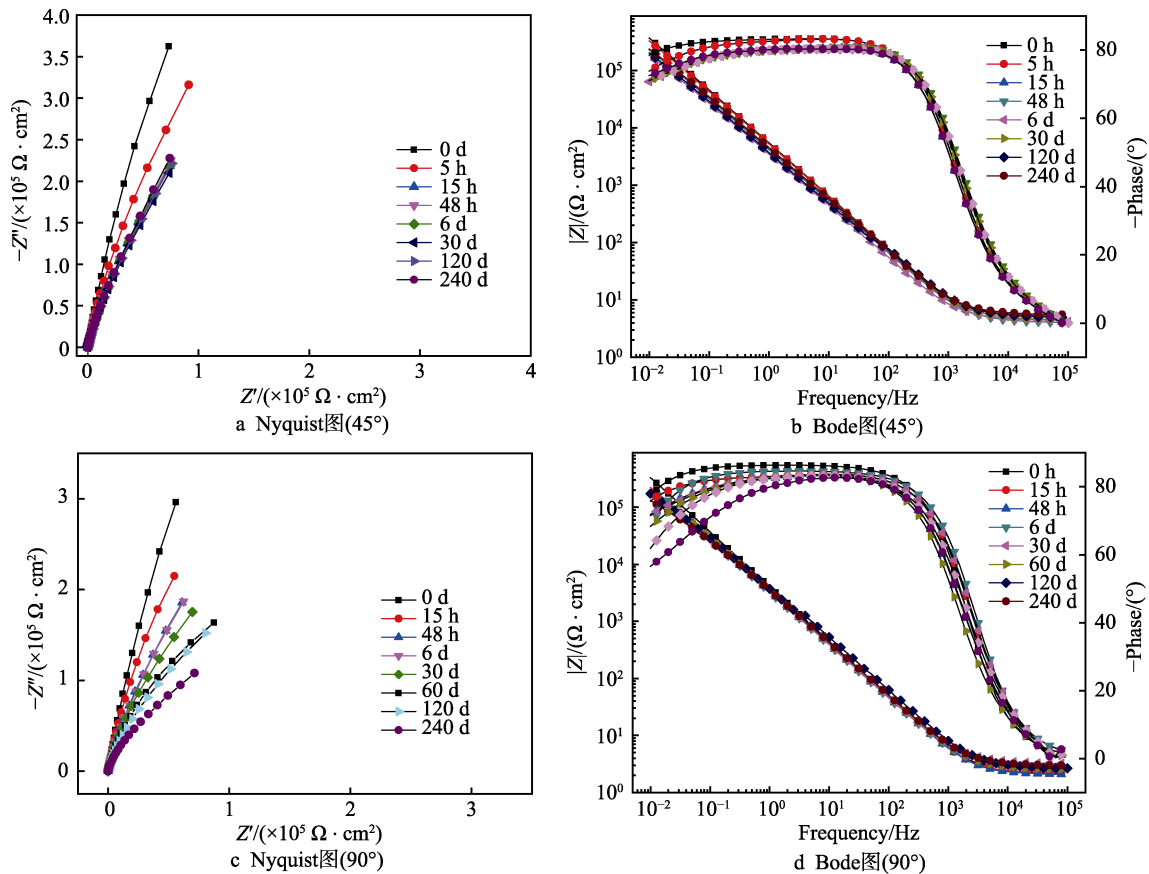 4.0
3.5
3.0
2.5
2.0
1.5
1.0
0.5
0
−Z″/(×10⁵ Ω · cm²)
0 d
5 h
15 h
48 h
6 d
30 d
120 d
240 d
0 1 2 3 4
Z′/(×10⁵ Ω · cm²)
a Nyquist图(45°)
10⁵
10⁴
10³
10²
10¹
10⁰
|Z|/(Ω · cm²)
0 h
5 h
15 h
48 h
6 d
30 d
120 d
240 d
80
60
40
20
0
−Phase/(°)
10⁻² 10⁻¹ 10⁰ 10¹ 10² 10³ 10⁴ 10⁵
Frequency/Hz
b Bode图(45°)
3
2
1
0
−Z″/(×10⁵ Ω · cm²)
0 d
15 h
48 h
6 d
30 d
60 d
120 d
240 d
0 1 2 3
Z′/(×10⁵ Ω · cm²)
c Nyquist图(90°)
10⁵
10⁴
10³
10²
10¹
10⁰
|Z|/(Ω · cm²)
0 h
15 h
48 h
6 d
30 d
60 d
120 d
240 d
80
60
40
20
0
−Phase/(°)
10⁻² 10⁻¹ 10⁰ 10¹ 10² 10³ 10⁴ 10⁵
Frequency/Hz
d Bode图(90°)